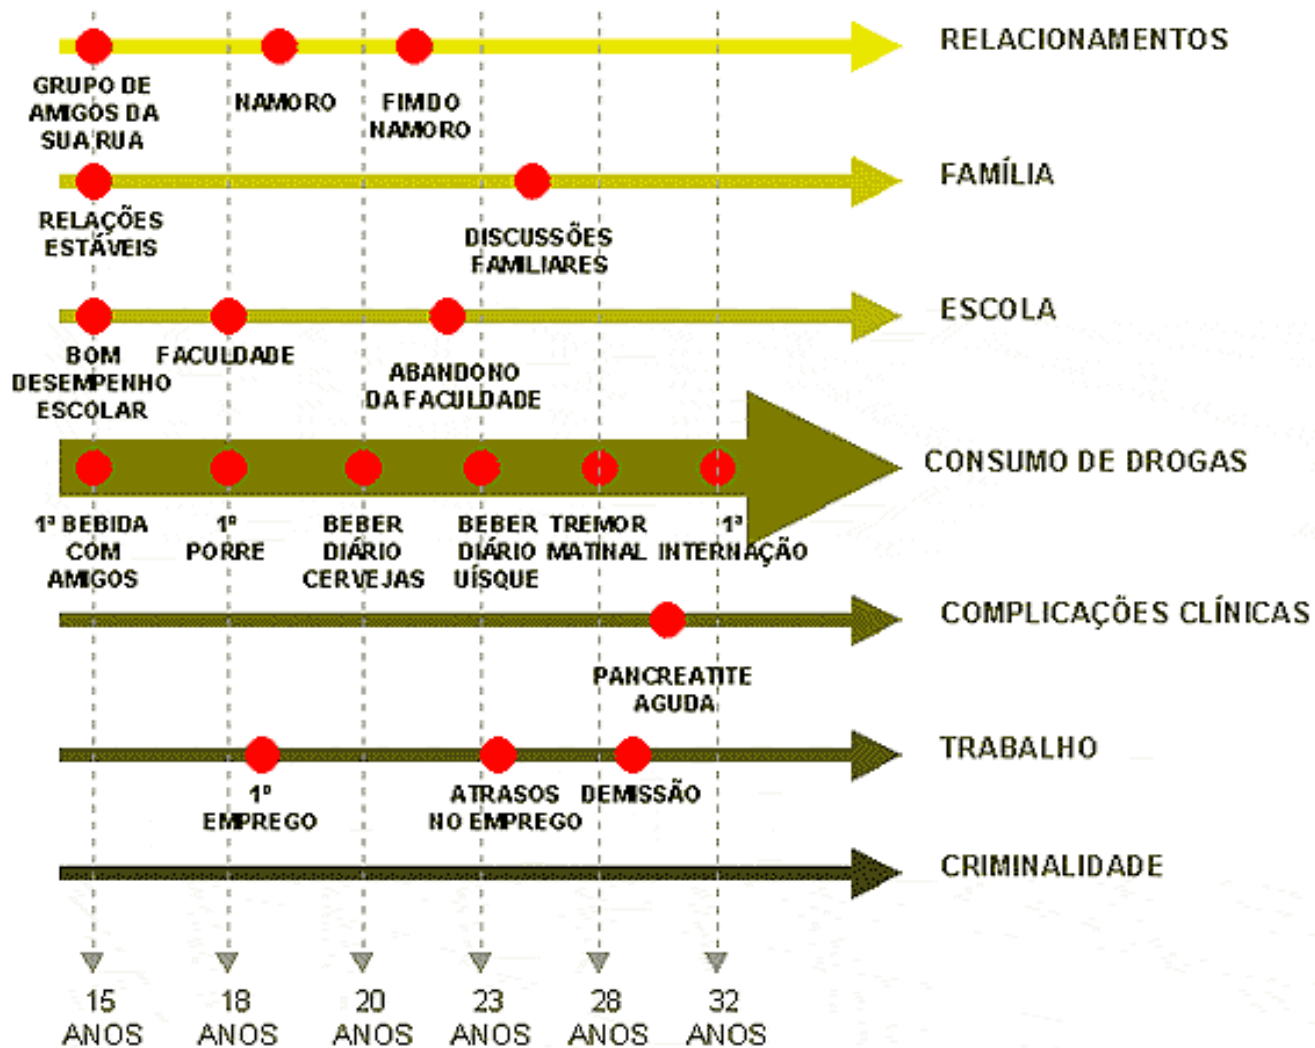 RELACIONAMENTOS
GRUPO DE
AMIGOS DA
SUA RUA
NAMORO
FIM DO
NAMORO
FAMÍLIA
RELAÇÕES
ESTÁVEIS
DISCUSSÕES
FAMILIARES
ESCOLA
BOM
DESEMPENHO
ESCOLAR
FACULDADE
ABANDONO
DA FACULDADE
CONSUMO DE DROGAS
1ª BEBIDA
COM
AMIGOS
1º
PORRE
BEBER
DIÁRIO
CERVEJAS
BEBER
DIÁRIO
UÍSQUE
TREMOR
MATINAL
1ª
INTERNAÇÃO
COMPLICAÇÕES CLÍNICAS
PANCREATITE
AGUDA
TRABALHO
1º
EMPREGO
ATRASOS
NO EMPREGO
DEMISSÃO
CRIMINALIDADE
15
ANOS
18
ANOS
20
ANOS
23
ANOS
28
ANOS
32
ANOS